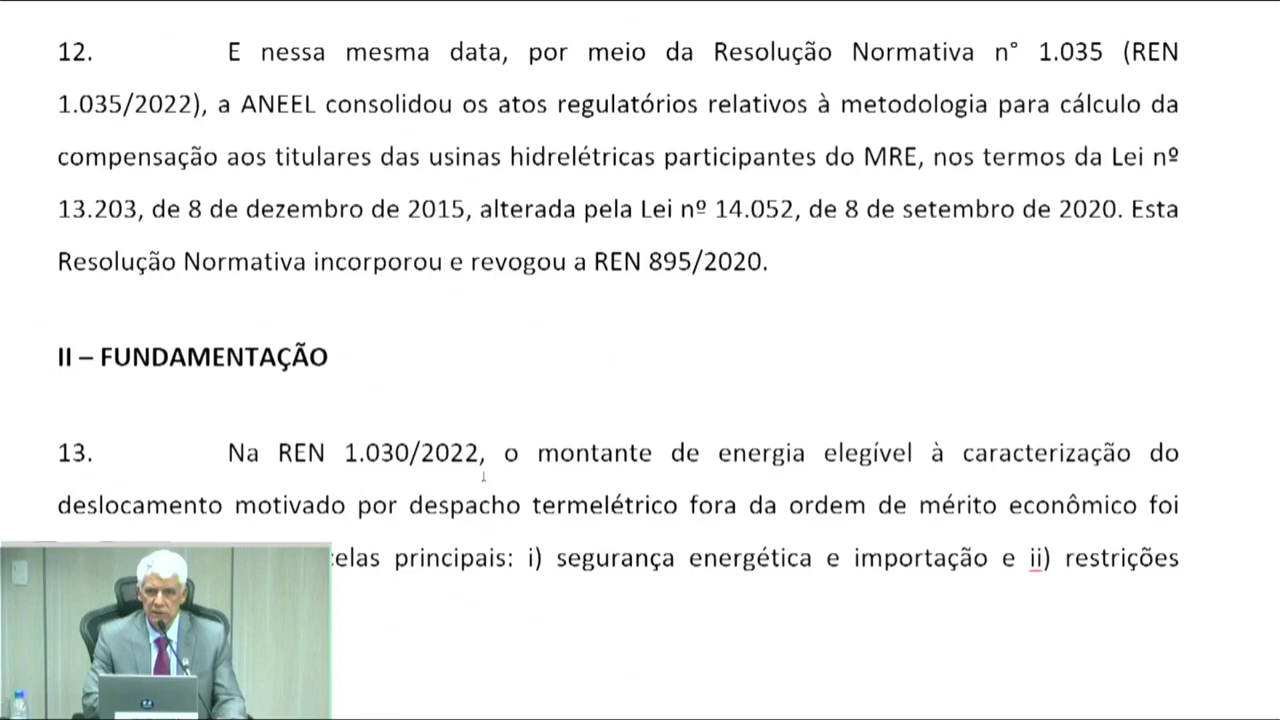 12. E nessa mesma data, por meio da Resolução Normativa n° 1.035 (REN
1.035/2022), a ANEEL consolidou os atos regulatórios relativos à metodologia para cálculo da
compensação aos titulares das usinas hidrelétricas participantes do MRE, nos termos da Lei nº
13.203, de 8 de dezembro de 2015, alterada pela Lei nº 14.052, de 8 de setembro de 2020. Esta
Resolução Normativa incorporou e revogou a REN 895/2020.
II – FUNDAMENTAÇÃO
13. Na REN 1.030/2022, o montante de energia elegível à caracterização do
deslocamento motivado por despacho termelétrico fora da ordem de mérito econômico foi
elas principais: i) segurança energética e importação e ii) restrições